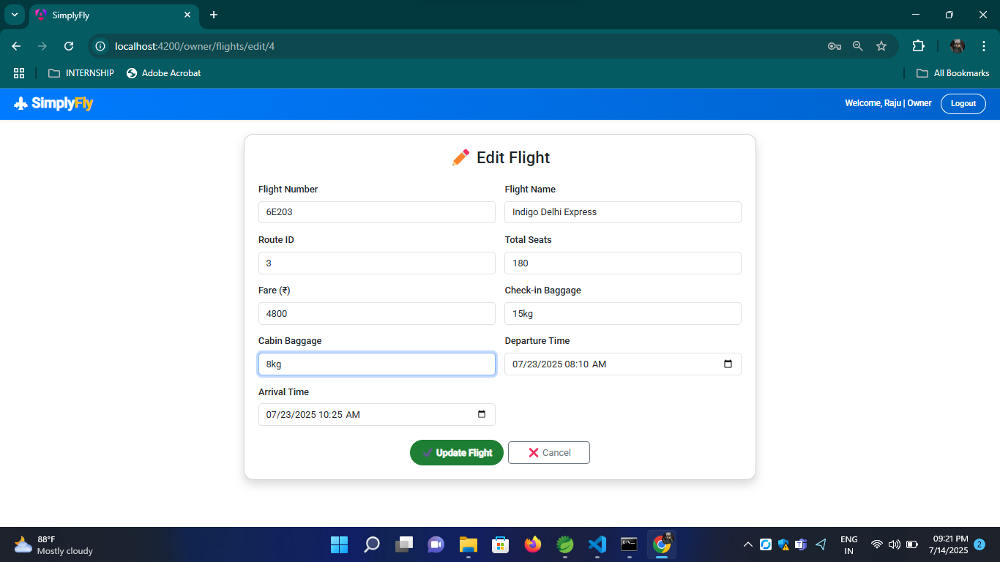 SimplyFly
localhost:4200/owner/flights/edit/4
INTERNSHIP
Adobe Acrobat
All Bookmarks
SimplyFly
Welcome, Raju | Owner
Logout
Edit Flight
Flight Number
Flight Name
6E203
Indigo Delhi Express
Route ID
Total Seats
3
180
Fare (₹)
Check-in Baggage
4800
15kg
Cabin Baggage
Departure Time
8kg
07/23/2025 08:10 AM
Arrival Time
07/23/2025 10:25 AM
Update Flight
Cancel
88°F
Mostly cloudy
ENG
IN
09:21 PM
7/14/2025
2